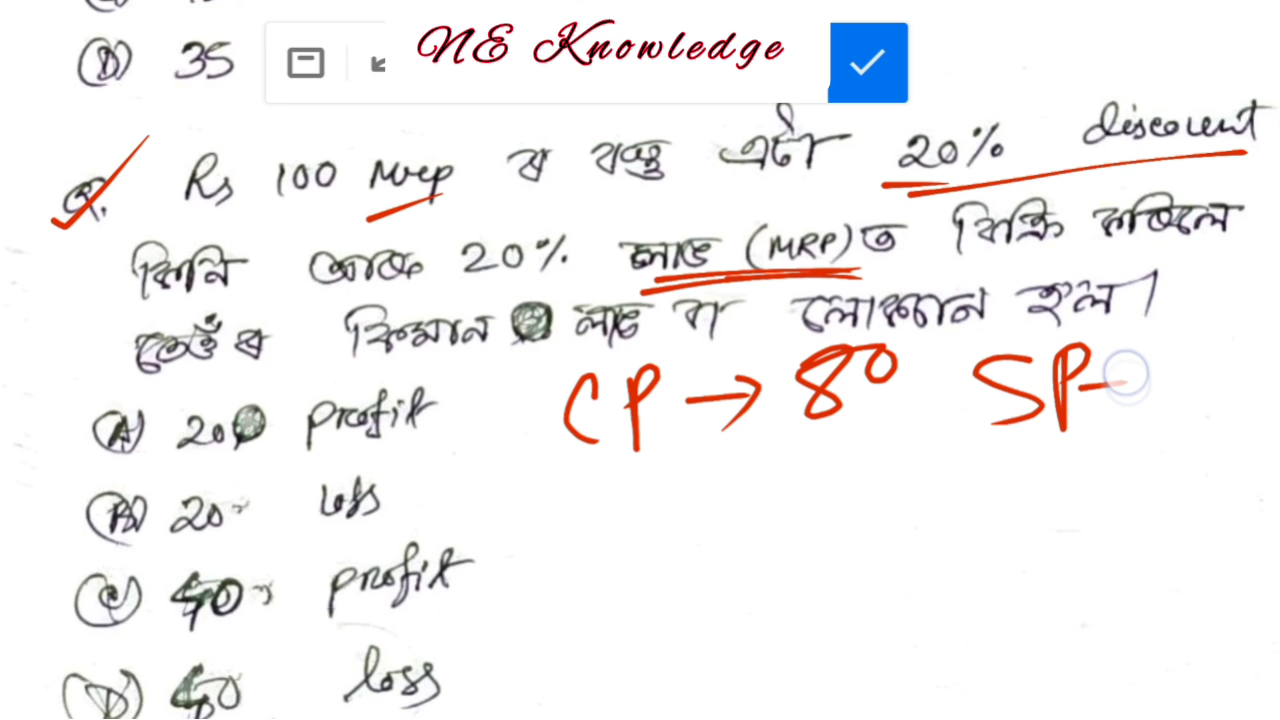 (D) 35
NE Knowledge
Q. Rs 100 MRP ৰ বস্তু এটা 20% discount
কিনি আকৌ 20% লাভ (MRP)ত বিক্ৰি কৰিলে
তেওঁৰ কিমান লাভ বা লোকচান হ'ল।
CP → 80 SP-
(A) 20 profit
(B) 20 loss
(C) 40 profit
(D) 40 loss